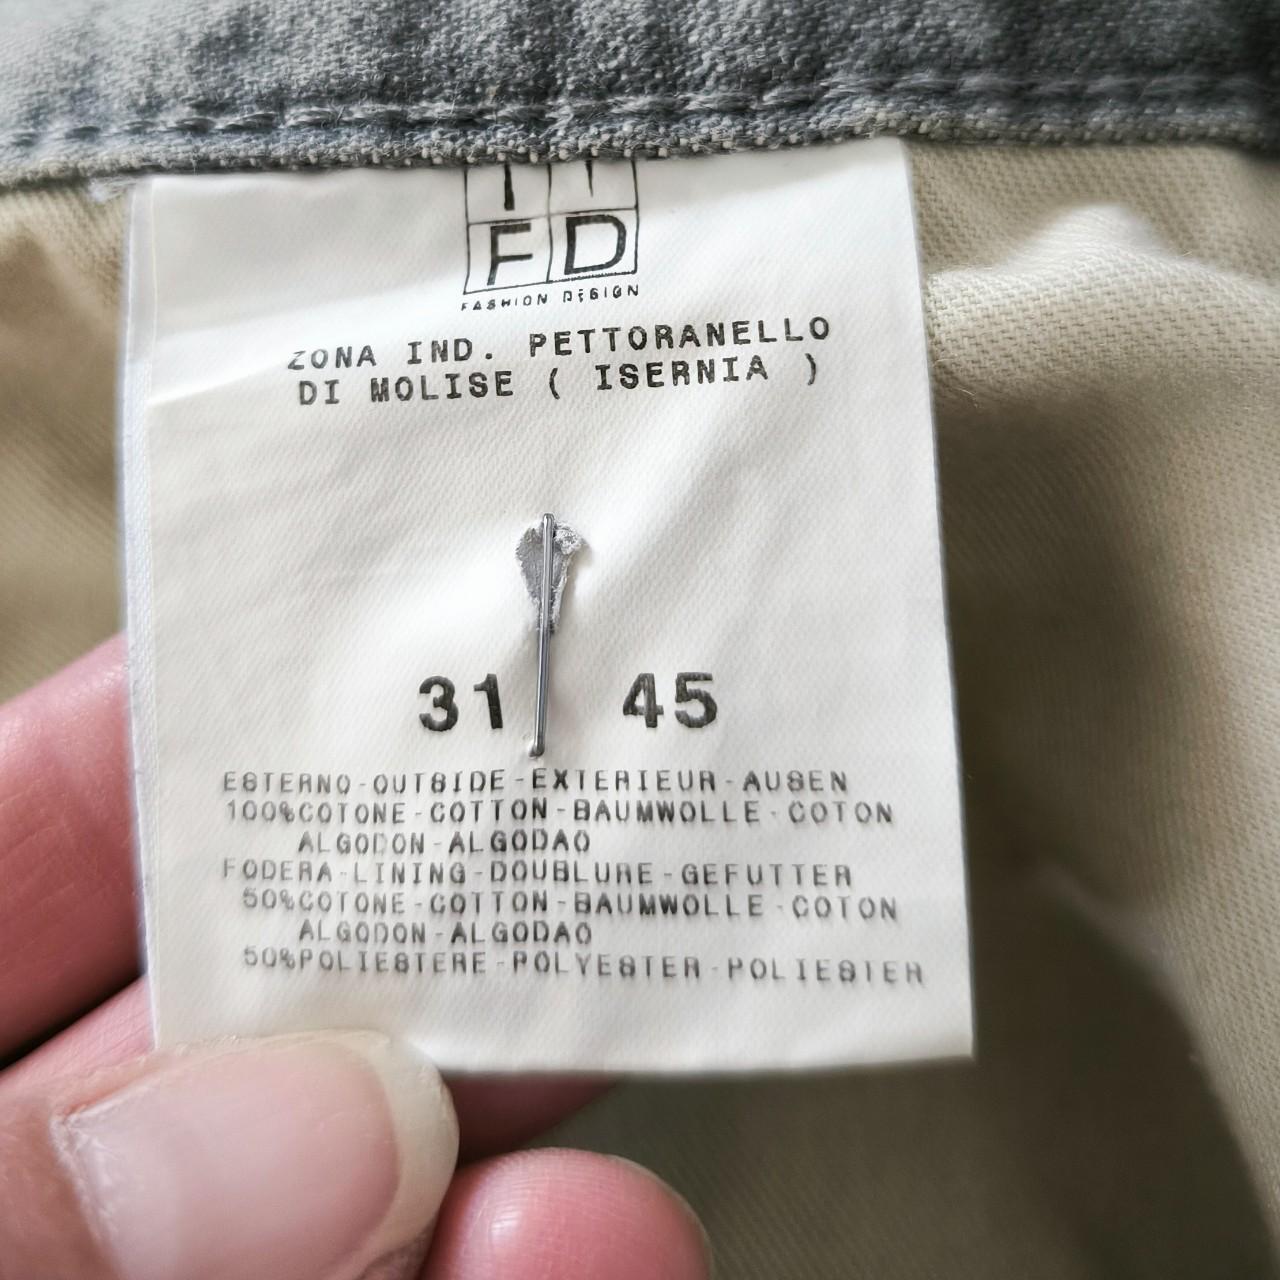 FD
FASHION DESIGN
ZONA IND. PETTORANELLO
DI MOLISE ( ISERNIA )
31 45
ESTERNO-OUTSIDE-EXTERIEUR-AUSEN
100%COTONE-COTTON-BAUMWOLLE-COTON
ALGODON-ALGODAO
FODERA-LINING-DOUBLURE-GEFUTTER
50%COTONE-COTTON-BAUMWOLLE-COTON
ALGODON-ALGODAO
50%POLIESTERE-POLYESTER-POLIESTER